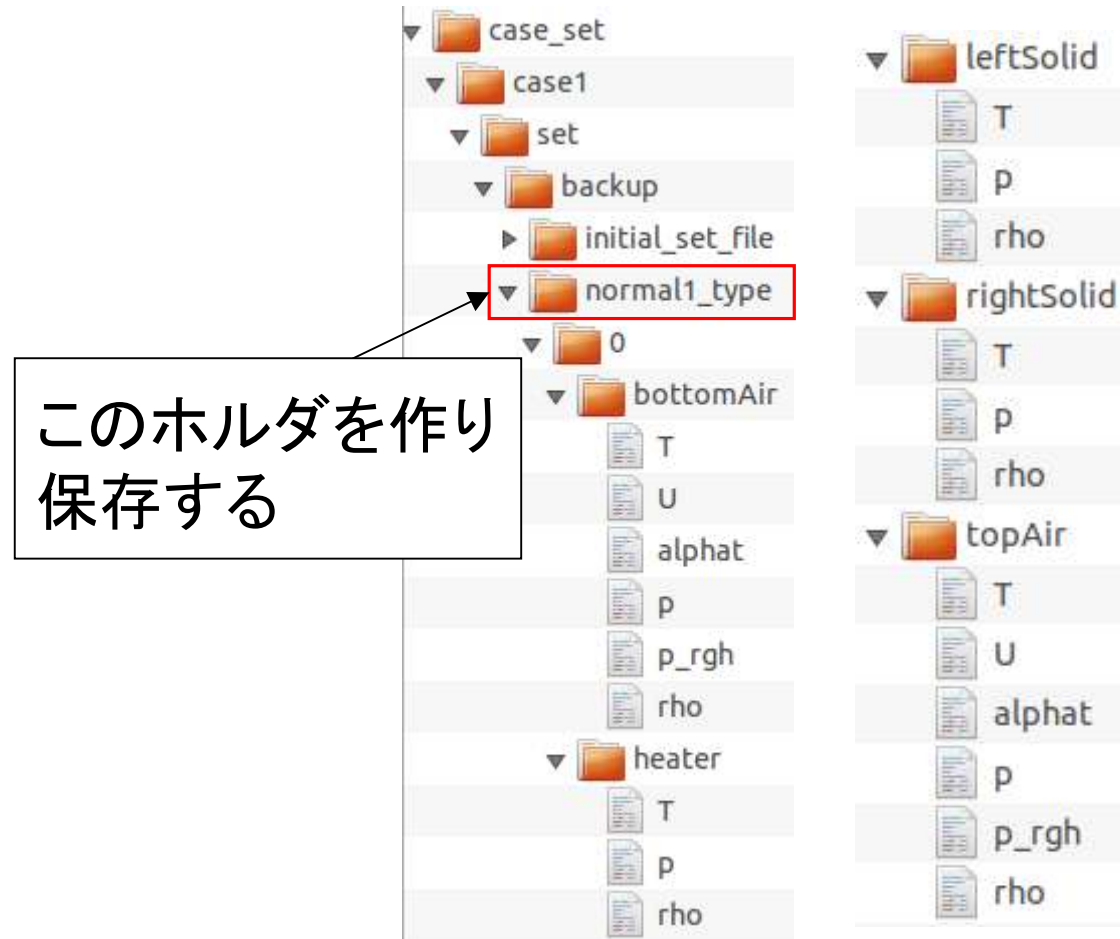 case_set
case1
set
backup
initial_set_file
normal1_type
0
bottomAir
T
U
alphat
p
p_rgh
rho
heater
T
p
rho
このホルダを作り
保存する
leftSolid
T
p
rho
rightSolid
T
p
rho
topAir
T
U
alphat
p
p_rgh
rho